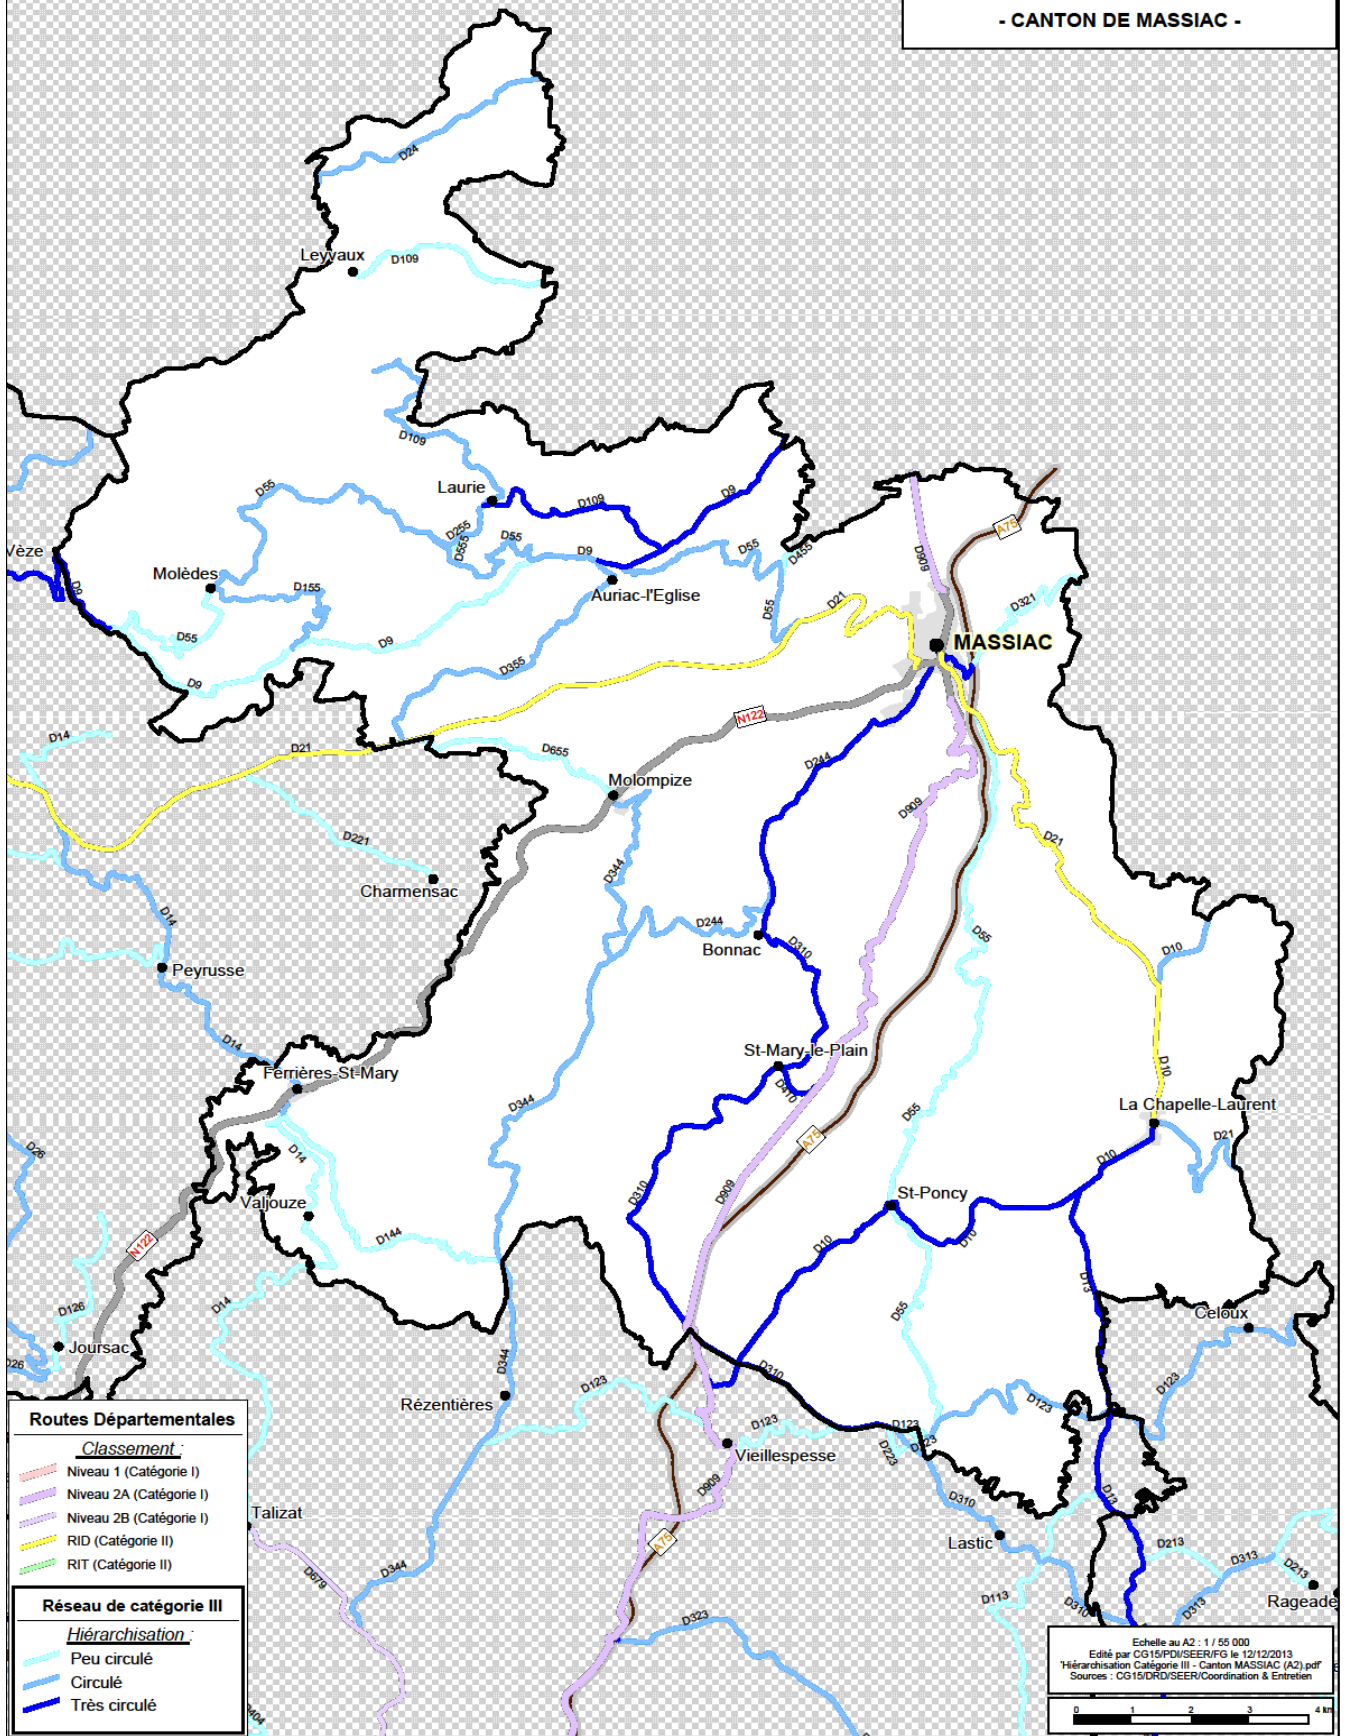 - CANTON DE MASSIAC -
D24
Leyvaux
D109
D109
Laurie
D55
D109
D9
D255
D555
D55
D9
D55
D455
A75
D909
Vèze
Molèdes
D9
D155
Auriac-l'Eglise
D21
D55
D321
MASSIAC
D55
D9
D355
D9
N122
D14
D21
D655
Molompize
D244
D909
D21
D221
Charmensac
D344
D14
D244
Bonnac
D310
D55
D10
Peyrusse
D14
St-Mary-le-Plain
D10
Ferrières-St-Mary
D410
D344
D55
La Chapelle-Laurent
A75
D21
D26
D14
D10
D310
D909
St-Poncy
Valjouze
N122
D144
D10
D10
D13
D14
D126
D55
Celoux
Joursac
D26
D344
D310
D123
D123
Rézentières
D123
D123
D123
D223
D123
Vieillespesse
D909
D13
D310
Talizat
A75
Lastic
D213
D313
D213
D679
D344
D113
D310
D313
Rageade
D323
D404
Routes Départementales
Classement :
Niveau 1 (Catégorie I)
Niveau 2A (Catégorie I)
Niveau 2B (Catégorie I)
RID (Catégorie II)
RIT (Catégorie II)
Réseau de catégorie III
Hiérarchisation :
Peu circulé
Circulé
Très circulé
Echelle au A2 : 1 / 55 000
Edité par CG15/PDI/SEER/FG le 12/12/2013
"Hiérarchisation Catégorie III - Canton MASSIAC (A2).pdf"
Sources : CG15/DRD/SEER/Coordination & Entretien
0 1 2 3 4 km